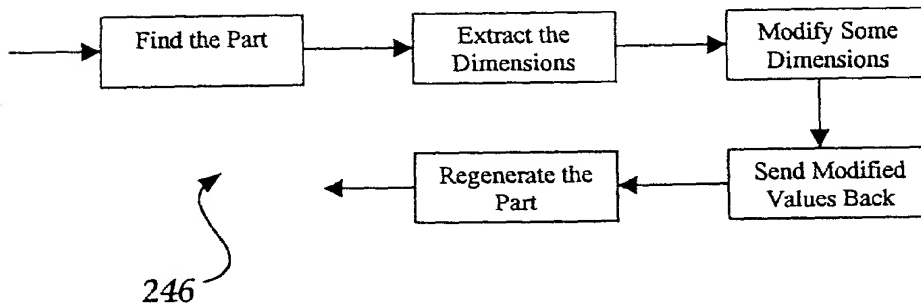 Find the Part
Extract the
Dimensions
Modify Some
Dimensions
Send Modified
Values Back
Regenerate the
Part
246